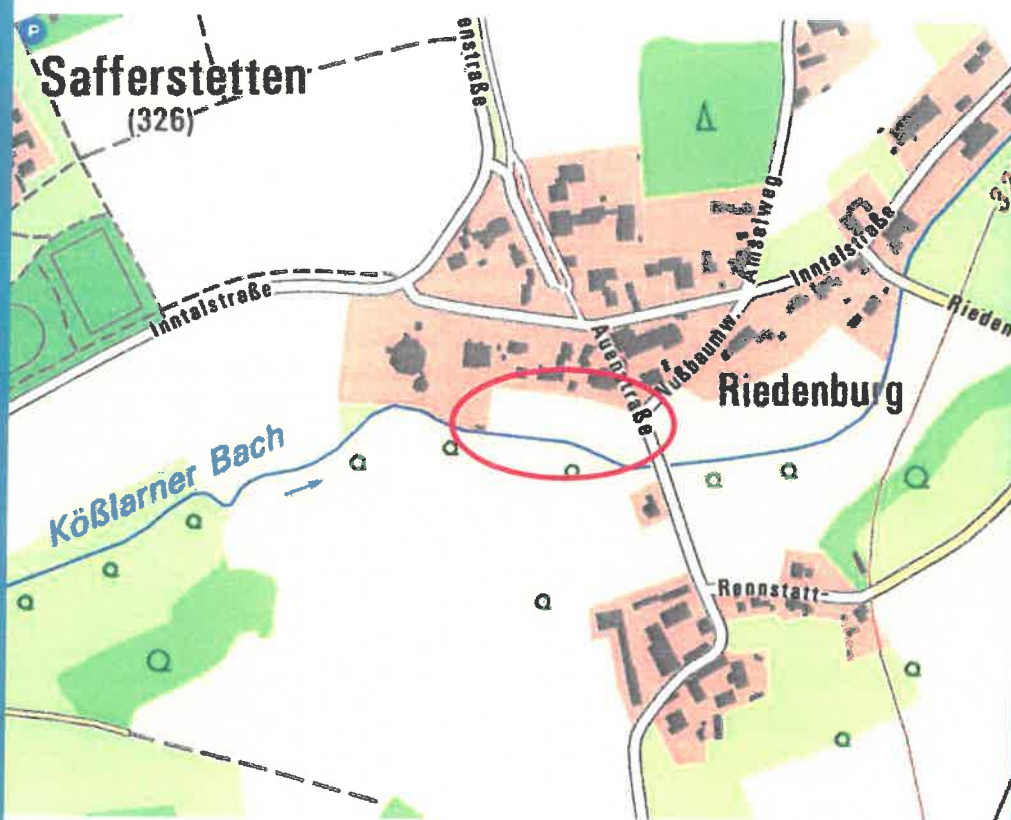 P
Safferstetten
(326)
enstraße
Amselweg
Inntalstraße
Inntalstraße
Auenstraße
Nußbaumw.
Rieden
Riedenburg
Kößlarner Bach
Rennstatt-